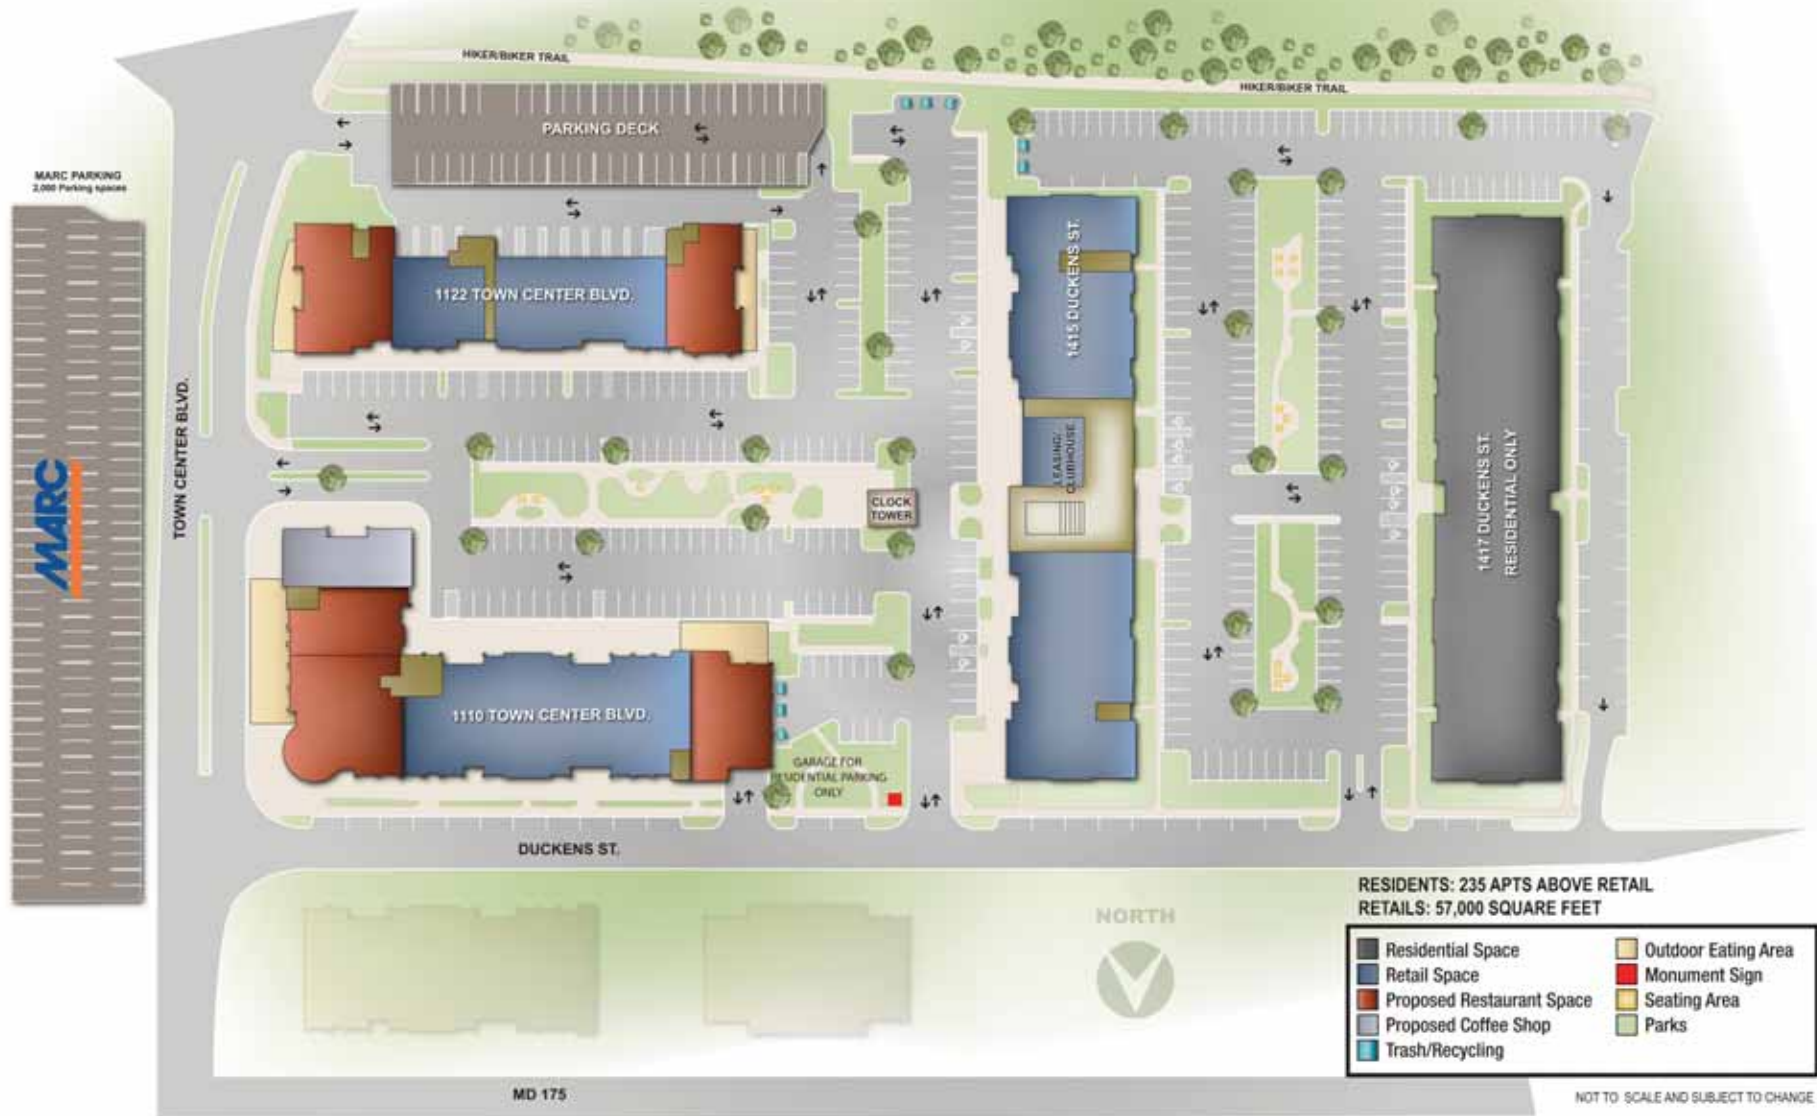 HIKER/BIKER TRAIL
HIKER/BIKER TRAIL
PARKING DECK
MARC PARKING
2,000 Parking spaces
1122 TOWN CENTER BLVD.
1415 DUCKENS ST.
TOWN CENTER BLVD.
MARC
LEASING/
CLUBHOUSE
CLOCK
TOWER
1417 DUCKENS ST.
RESIDENTIAL ONLY
1110 TOWN CENTER BLVD.
GARAGE FOR
RESIDENTIAL PARKING
ONLY
DUCKENS ST.
NORTH
RESIDENTS: 235 APTS ABOVE RETAIL
RETAILS: 57,000 SQUARE FEET
Residential Space
Retail Space
Proposed Restaurant Space
Proposed Coffee Shop
Trash/Recycling
Outdoor Eating Area
Monument Sign
Seating Area
Parks
MD 175
NOT TO SCALE AND SUBJECT TO CHANGE